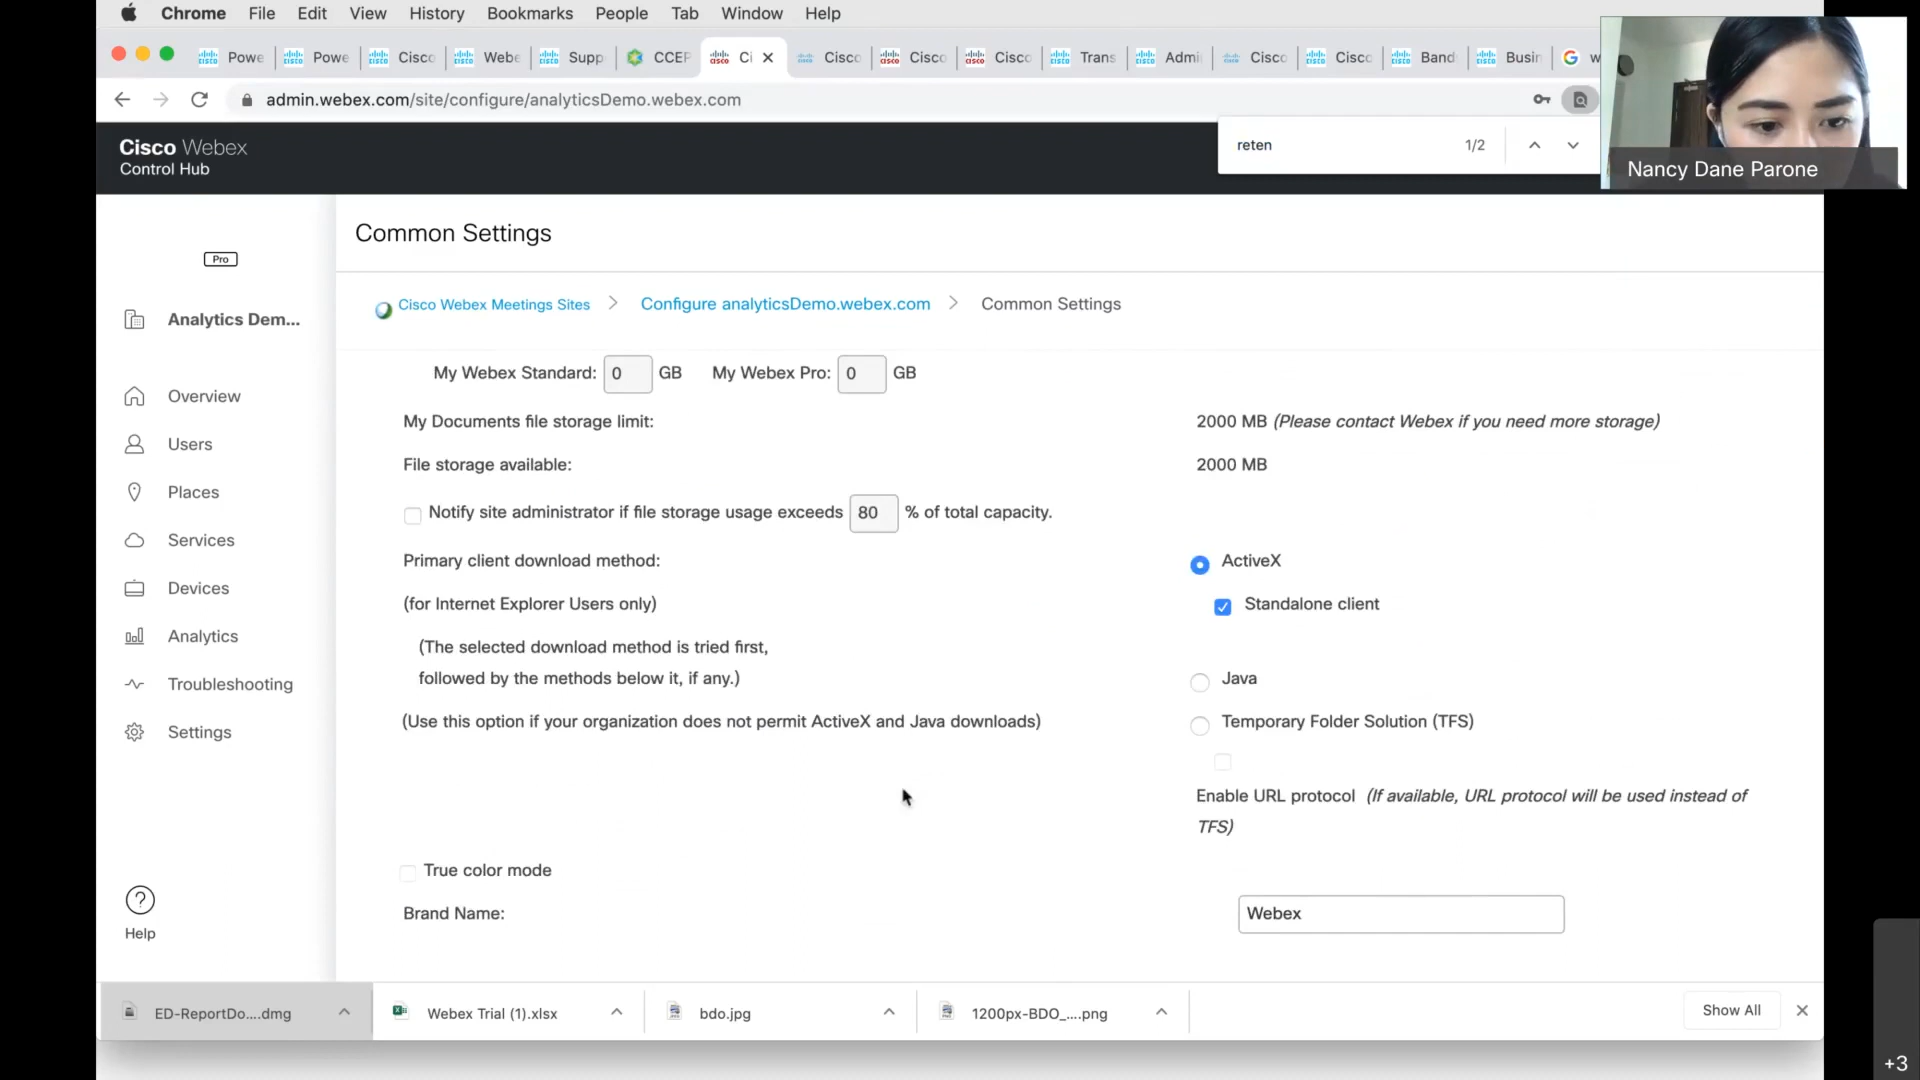 Chrome File Edit View History Bookmarks People Tab Window Help
Powe Powe Cisco Webe Supp CCEP Ci Cisco Cisco Cisco Trans Admi Cisco Cisco Band Busin w
admin.webex.com/site/configure/analyticsDemo.webex.com
Cisco Webex
Control Hub
reten 1/2
Nancy Dane Parone
Common Settings
Pro
Analytics Dem...
Cisco Webex Meetings Sites > Configure analyticsDemo.webex.com > Common Settings
Overview
Users
Places
Services
Devices
Analytics
Troubleshooting
Settings
Help
My Webex Standard: 0 GB My Webex Pro: 0 GB
My Documents file storage limit: 2000 MB (Please contact Webex if you need more storage)
File storage available: 2000 MB
Notify site administrator if file storage usage exceeds 80 % of total capacity.
Primary client download method: ActiveX
(for Internet Explorer Users only) Standalone client
(The selected download method is tried first,
followed by the methods below it, if any.) Java
(Use this option if your organization does not permit ActiveX and Java downloads) Temporary Folder Solution (TFS)
Enable URL protocol (If available, URL protocol will be used instead of
TFS)
True color mode
Brand Name: Webex
ED-ReportDo....dmg Webex Trial (1).xlsx bdo.jpg 1200px-BDO_....png Show All
+3